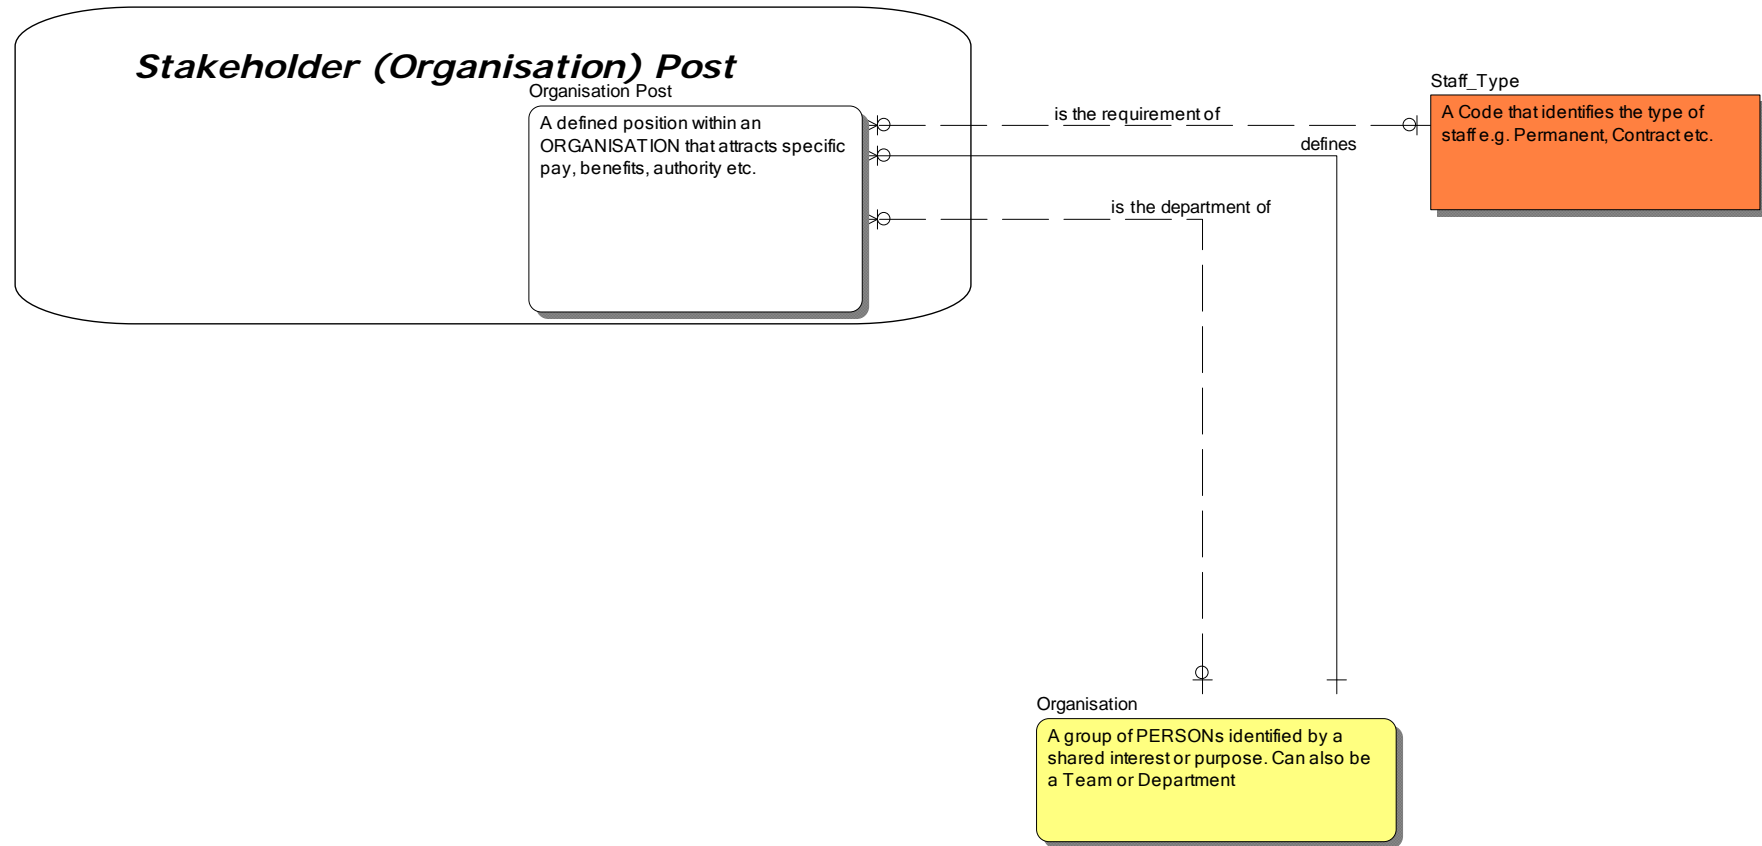 Stakeholder (Organisation) Post
Organisation Post
A defined position within an
ORGANISATION that attracts specific
pay, benefits, authority etc.
is the requirement of
defines
is the department of
Staff_Type
A Code that identifies the type of
staff e.g. Permanent, Contract etc.
Organisation
A group of PERSONs identified by a
shared interest or purpose. Can also be
a Team or Department